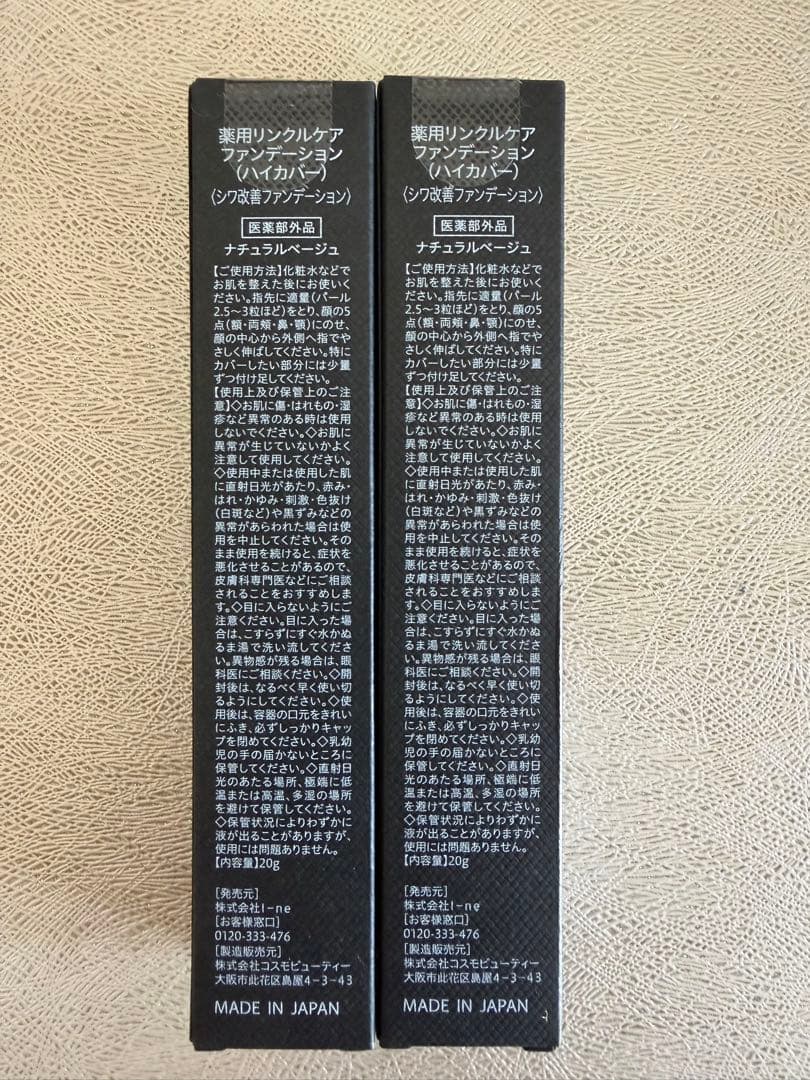 薬用リンクルケア
ファンデーション
（ハイカバー）
〈シワ改善ファンデーション〉
医薬部外品
ナチュラルベージュ
【ご使用方法】化粧水などで
お肌を整えた後にお使いい
ください。指先に適量（パール
2.5～3粒ほど）をとり、顔の5
点（額・両頬・鼻・顎）にのせ、
顔の中心から外側へ指でや
さしく伸ばしてください。特に
カバーしたい部分には少量
ずつ付け足してください。
【使用上及び保管上のご注
意】◇お肌に傷・はれもの・湿
疹など異常のある時は使用
しないでください。◇お肌に
異常が生じていないかよく
注意して使用してください。
◇使用中または使用した肌
に直射日光があたり、赤み・
はれ・かゆみ・刺激・色抜け
（白斑など）や黒ずみなどの
異常があらわれた場合は使
用を中止してください。その
まま使用を続けると、症状を
悪化させることがあるので、
皮膚科専門医などにご相談
されることをおすすめしま
す。◇目に入らないようにご
注意ください。目に入った場
合は、こすらずにすぐ水かぬ
るま湯で洗い流してくださ
い。異物感が残る場合は、眼
科医にご相談ください。◇開
封後は、なるべく早く使い切
るようにしてください。◇使
用後は、容器の口元をきれい
にふき、必ずしっかりキャッ
プを閉めてください。◇乳幼
児の手の届かないところに
保管してください。◇直射日
光のあたる場所、極端に低
温または高温、多湿の場所
を避けて保管してください。
◇保管状況によりわずかに
液が出ることがありますが、
使用には問題ありません。
【内容量】20g
［発売元］
株式会社I-ne
［お客様窓口］
0120-333-476
［製造販売元］
株式会社コスモビューティー
大阪市此花区島屋4-3-43
MADE IN JAPAN
薬用リンクルケア
ファンデーション
（ハイカバー）
〈シワ改善ファンデーション〉
医薬部外品
ナチュラルベージュ
【ご使用方法】化粧水などで
お肌を整えた後にお使いい
ください。指先に適量（パール
2.5～3粒ほど）をとり、顔の5
点（額・両頬・鼻・顎）にのせ、
顔の中心から外側へ指でや
さしく伸ばしてください。特に
カバーしたい部分には少量
ずつ付け足してください。
【使用上及び保管上のご注
意】◇お肌に傷・はれもの・湿
疹など異常のある時は使用
しないでください。◇お肌に
異常が生じていないかよく
注意して使用してください。
◇使用中または使用した肌
に直射日光があたり、赤み・
はれ・かゆみ・刺激・色抜け
（白斑など）や黒ずみなどの
異常があらわれた場合は使
用を中止してください。その
まま使用を続けると、症状を
悪化させることがあるので、
皮膚科専門医などにご相談
されることをおすすめしま
す。◇目に入らないようにご
注意ください。目に入った場
合は、こすらずにすぐ水かぬ
るま湯で洗い流してくださ
い。異物感が残る場合は、眼
科医にご相談ください。◇開
封後は、なるべく早く使い切
るようにしてください。◇使
用後は、容器の口元をきれい
にふき、必ずしっかりキャッ
プを閉めてください。◇乳幼
児の手の届かないところに
保管してください。◇直射日
光のあたる場所、極端に低
温または高温、多湿の場所
を避けて保管してください。
◇保管状況によりわずかに
液が出ることがありますが、
使用には問題ありません。
【内容量】20g
［発売元］
株式会社I-ne
［お客様窓口］
0120-333-476
［製造販売元］
株式会社コスモビューティー
大阪市此花区島屋4-3-43
MADE IN JAPAN